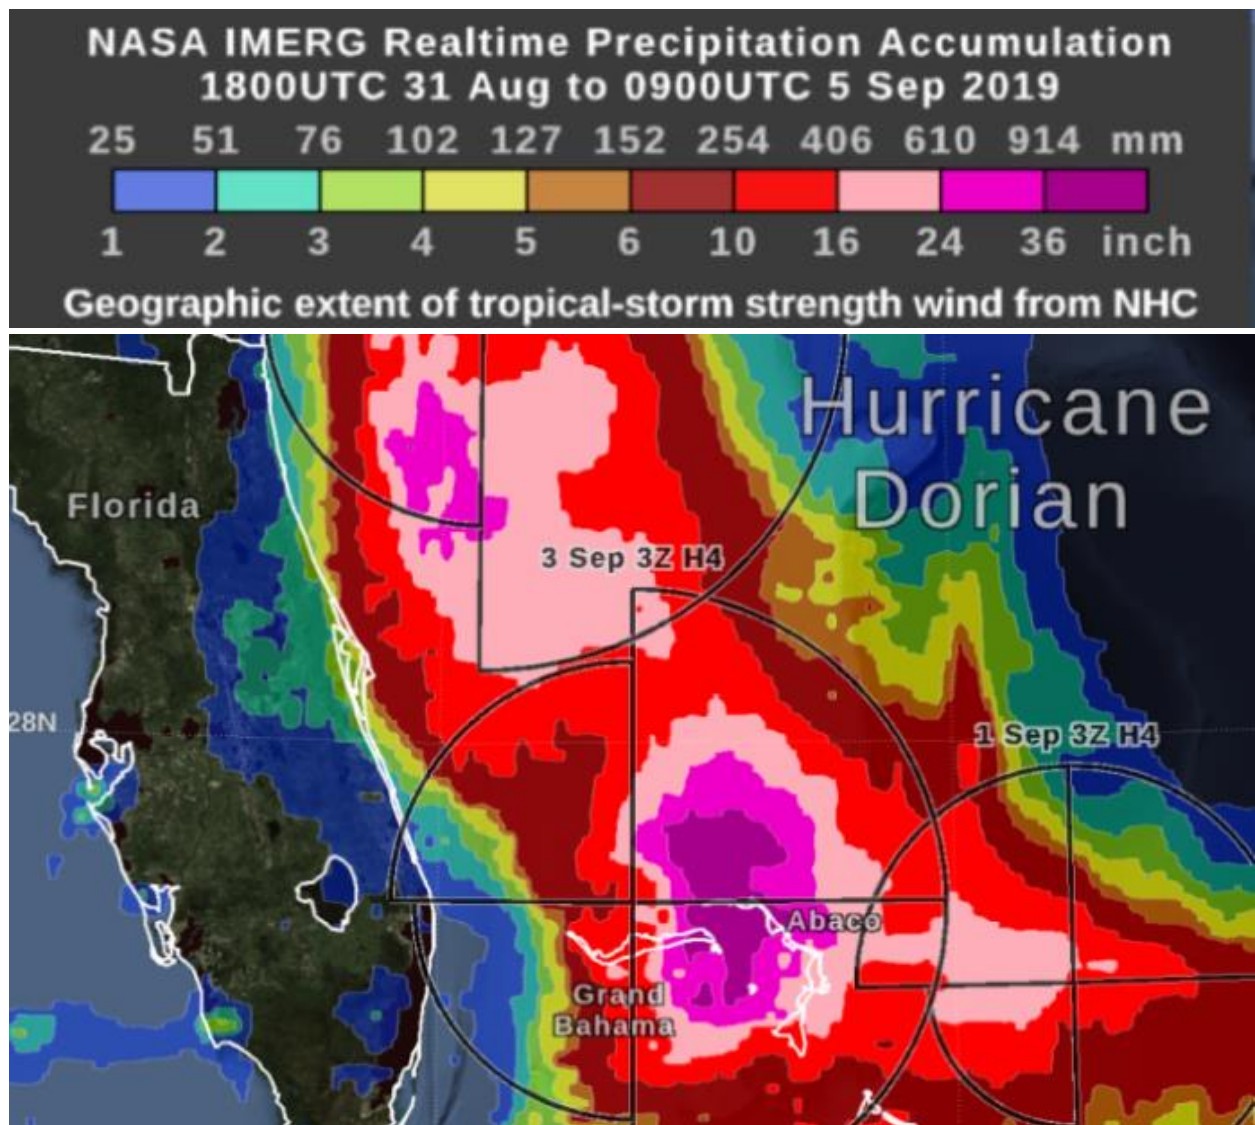 NASA IMERG Realtime Precipitation Accumulation
1800UTC 31 Aug to 0900UTC 5 Sep 2019
25 51 76 102 127 152 254 406 610 914 mm
1 2 3 4 5 6 10 16 24 36 inch
Geographic extent of tropical-storm strength wind from NHC
Hurricane
Dorian
Florida
3 Sep 3Z H4
28N
1 Sep 3Z H4
Abaco
Grand
Bahama